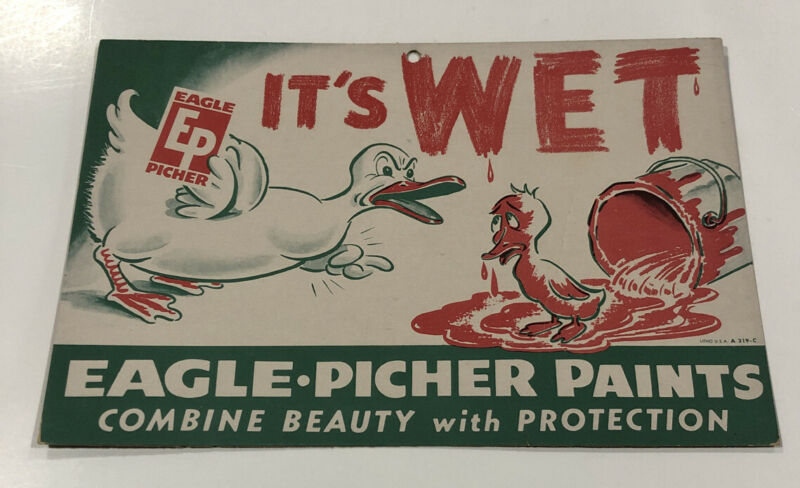 IT'S WET
EAGLE
EP
PICHER
LITHO U.S.A. A 319-C
EAGLE•PICHER PAINTS
COMBINE BEAUTY with PROTECTION